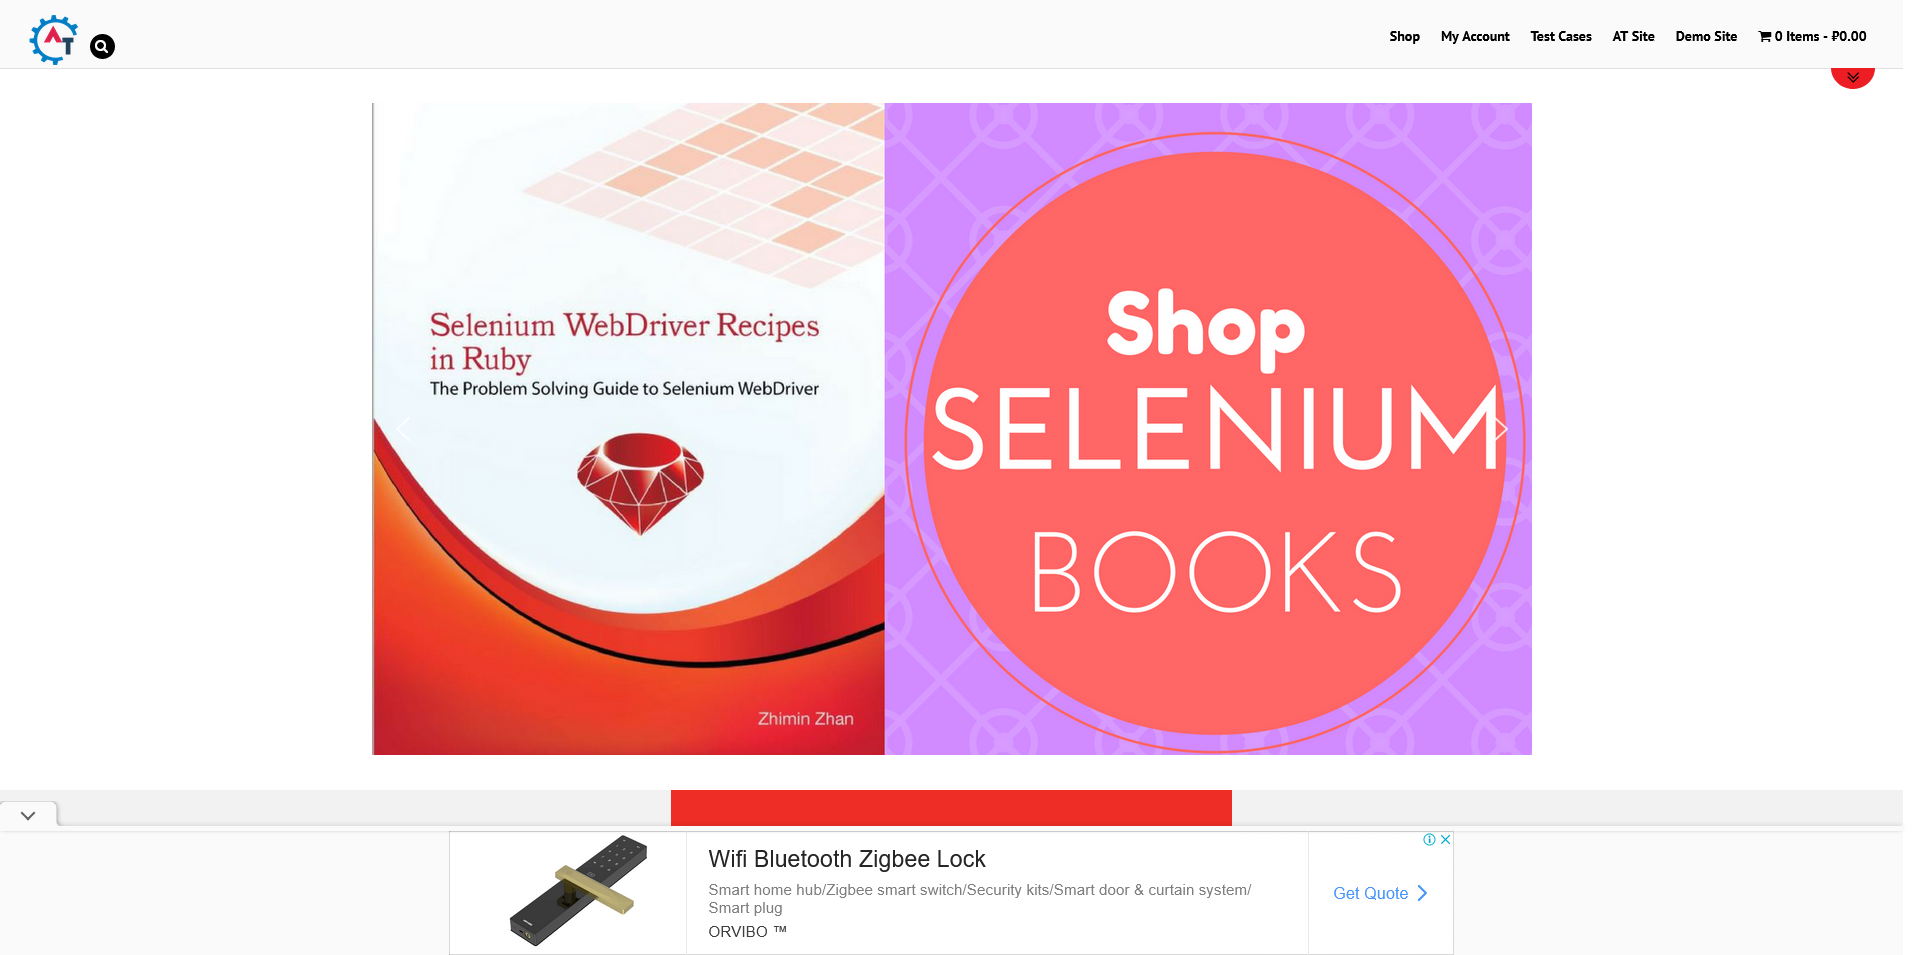 AT
Shop
My Account
Test Cases
AT Site
Demo Site
0 Items - ₽0.00
Selenium WebDriver Recipes
in Ruby
The Problem Solving Guide to Selenium WebDriver
Zhimin Zhan
Shop
SELENIUM
BOOKS
Wifi Bluetooth Zigbee Lock
Smart home hub/Zigbee smart switch/Security kits/Smart door & curtain system/
Smart plug
ORVIBO ™
Get Quote